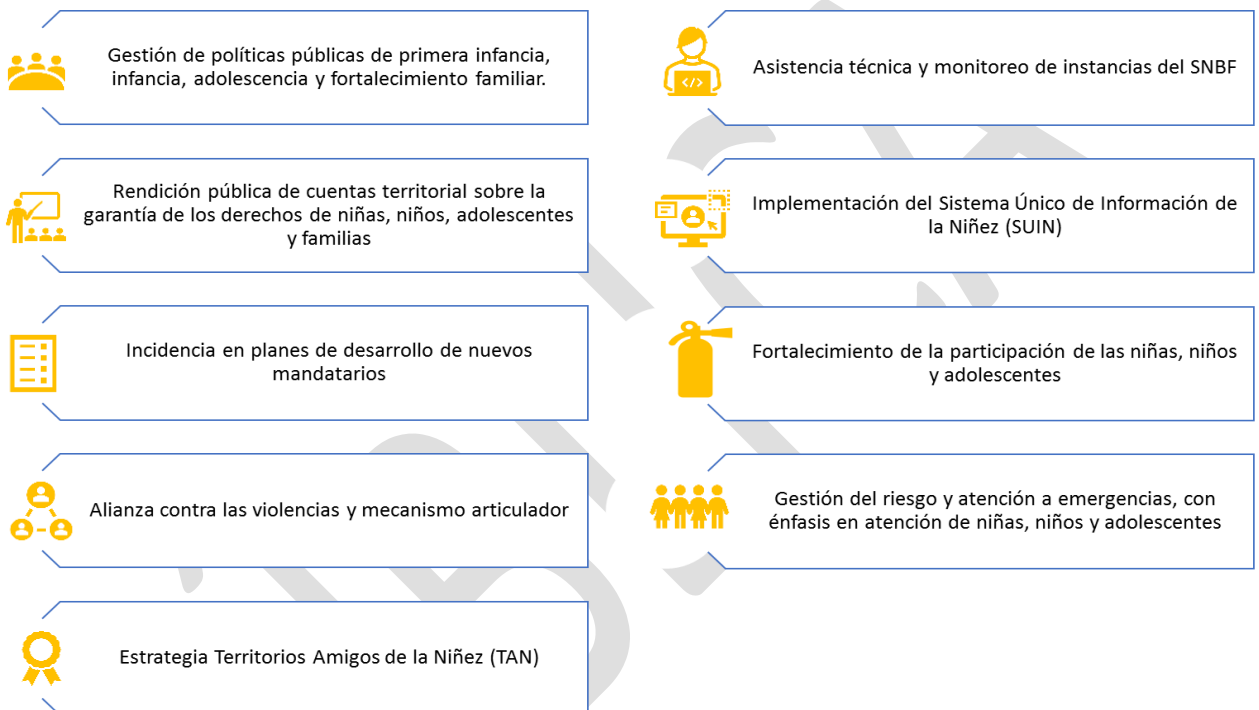 Gestión de políticas públicas de primera infancia,
infancia, adolescencia y fortalecimiento familiar.
Asistencia técnica y monitoreo de instancias del SNBF
Rendición pública de cuentas territorial sobre la
garantía de los derechos de niñas, niños, adolescentes
y familias
Implementación del Sistema Único de Información de
la Niñez (SUIN)
Incidencia en planes de desarrollo de nuevos
mandatarios
Fortalecimiento de la participación de las niñas, niños
y adolescentes
Alianza contra las violencias y mecanismo articulador
Gestión del riesgo y atención a emergencias, con
énfasis en atención de niñas, niños y adolescentes
Estrategia Territorios Amigos de la Niñez (TAN)